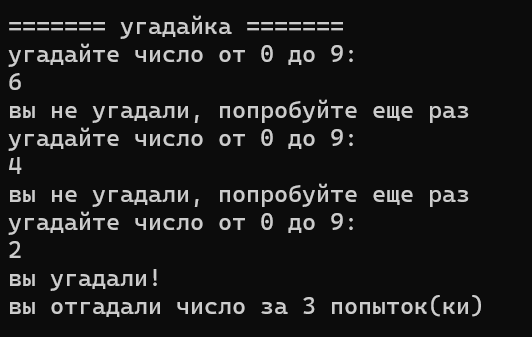 ======= угадайка =======
угадайте число от 0 до 9:
6
вы не угадали, попробуйте еще раз
угадайте число от 0 до 9:
4
вы не угадали, попробуйте еще раз
угадайте число от 0 до 9:
2
вы угадали!
вы отгадали число за 3 попыток(ки)